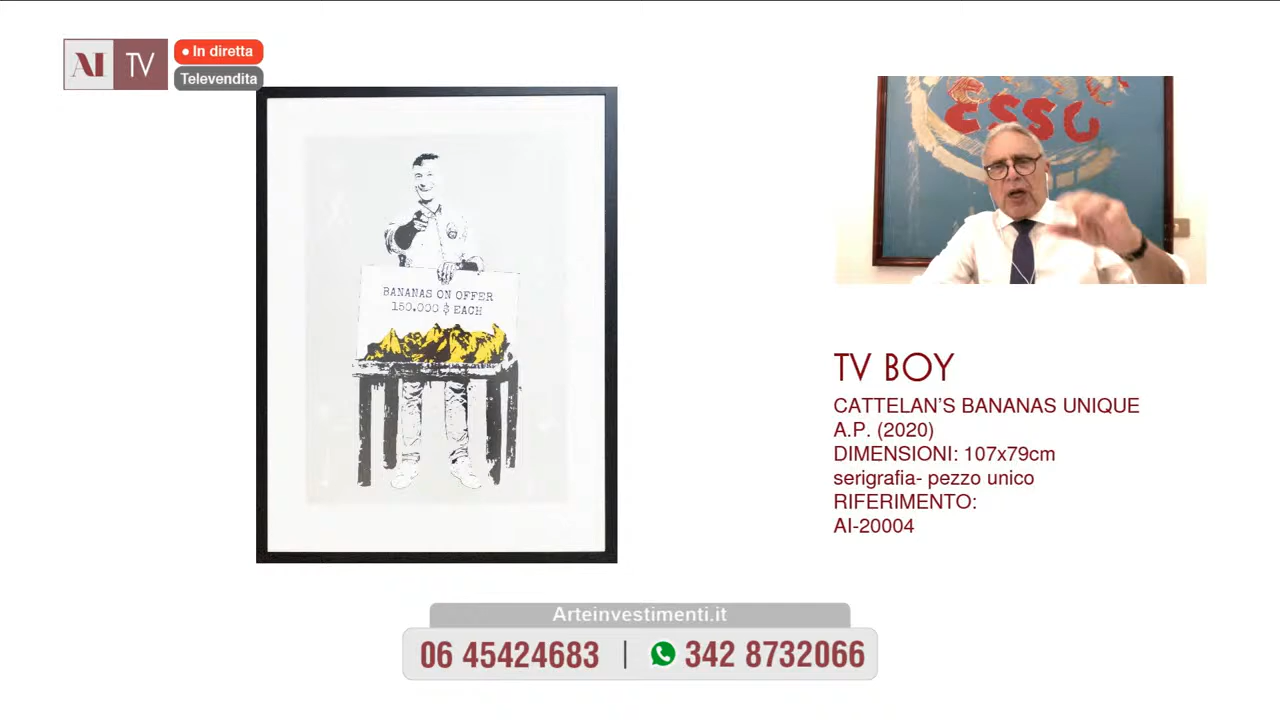 AI TV
In diretta
Televendita
ESSO
BANANAS ON OFFER
150.000 $ EACH
TV BOY
CATTELAN'S BANANAS UNIQUE
A.P. (2020)
DIMENSIONI: 107x79cm
serigrafia- pezzo unico
RIFERIMENTO:
AI-20004
Arteinvestimenti.it
06 45424683 | 342 8732066